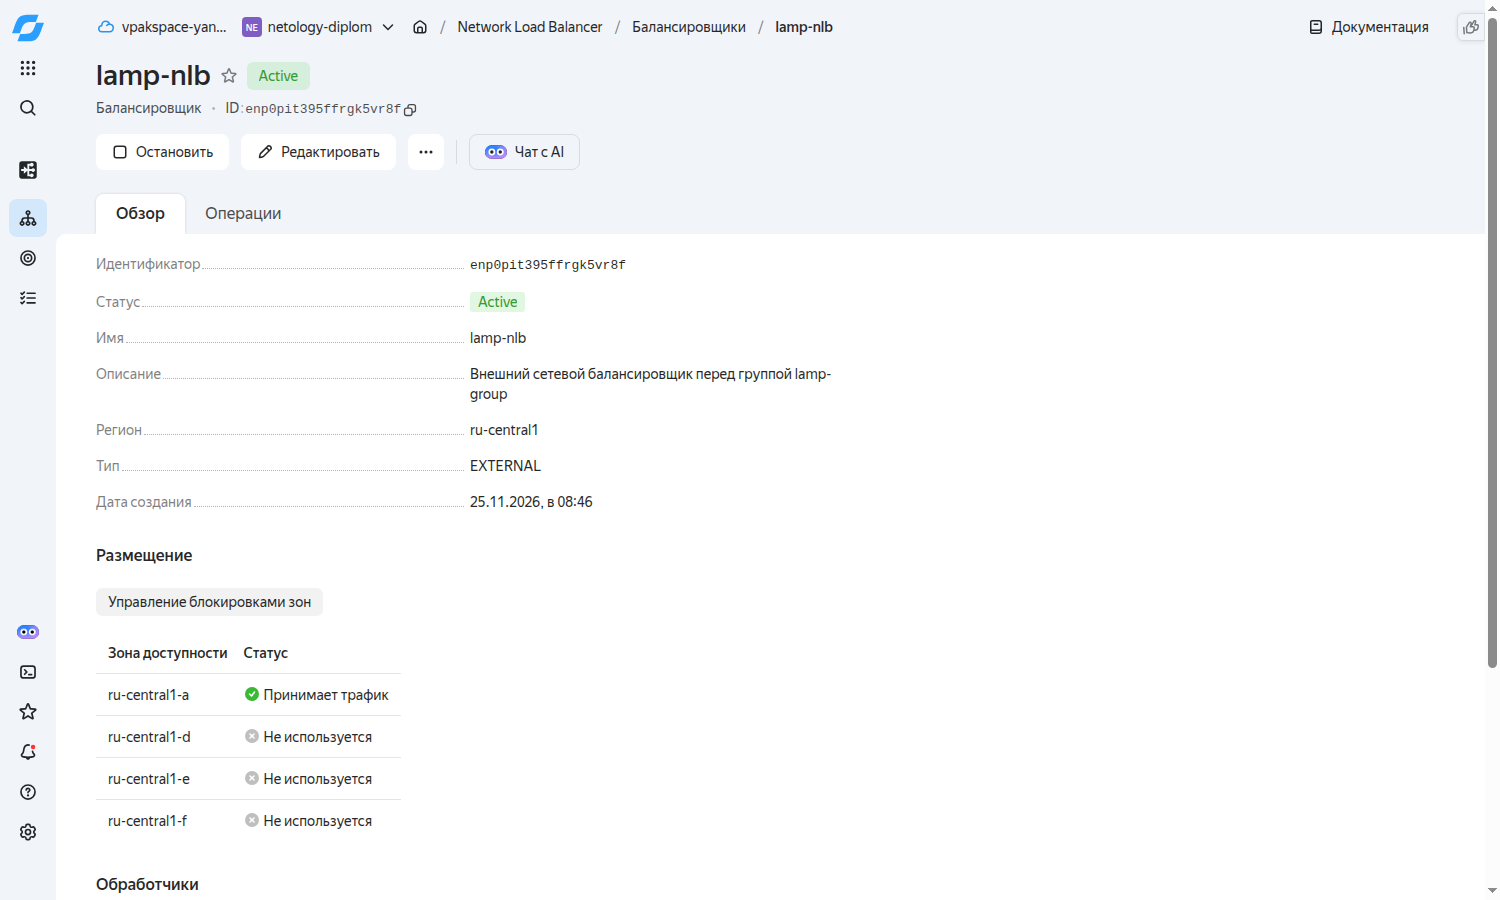 vpakspace-yan...
NE netology-diplom / Network Load Balancer / Балансировщики / lamp-nlb
Документация
lamp-nlb Active
Балансировщик · ID: enp0pit395ffrgk5vr8f
Остановить
Редактировать
Чат с AI
Обзор
Операции
Идентификатор enp0pit395ffrgk5vr8f
Статус Active
Имя lamp-nlb
Описание Внешний сетевой балансировщик перед группой lamp-
group
Регион ru-central1
Тип EXTERNAL
Дата создания 25.11.2026, в 08:46
Размещение
Управление блокировками зон
Зона доступности Статус
ru-central1-a Принимает трафик
ru-central1-d Не используется
ru-central1-e Не используется
ru-central1-f Не используется
Обработчики